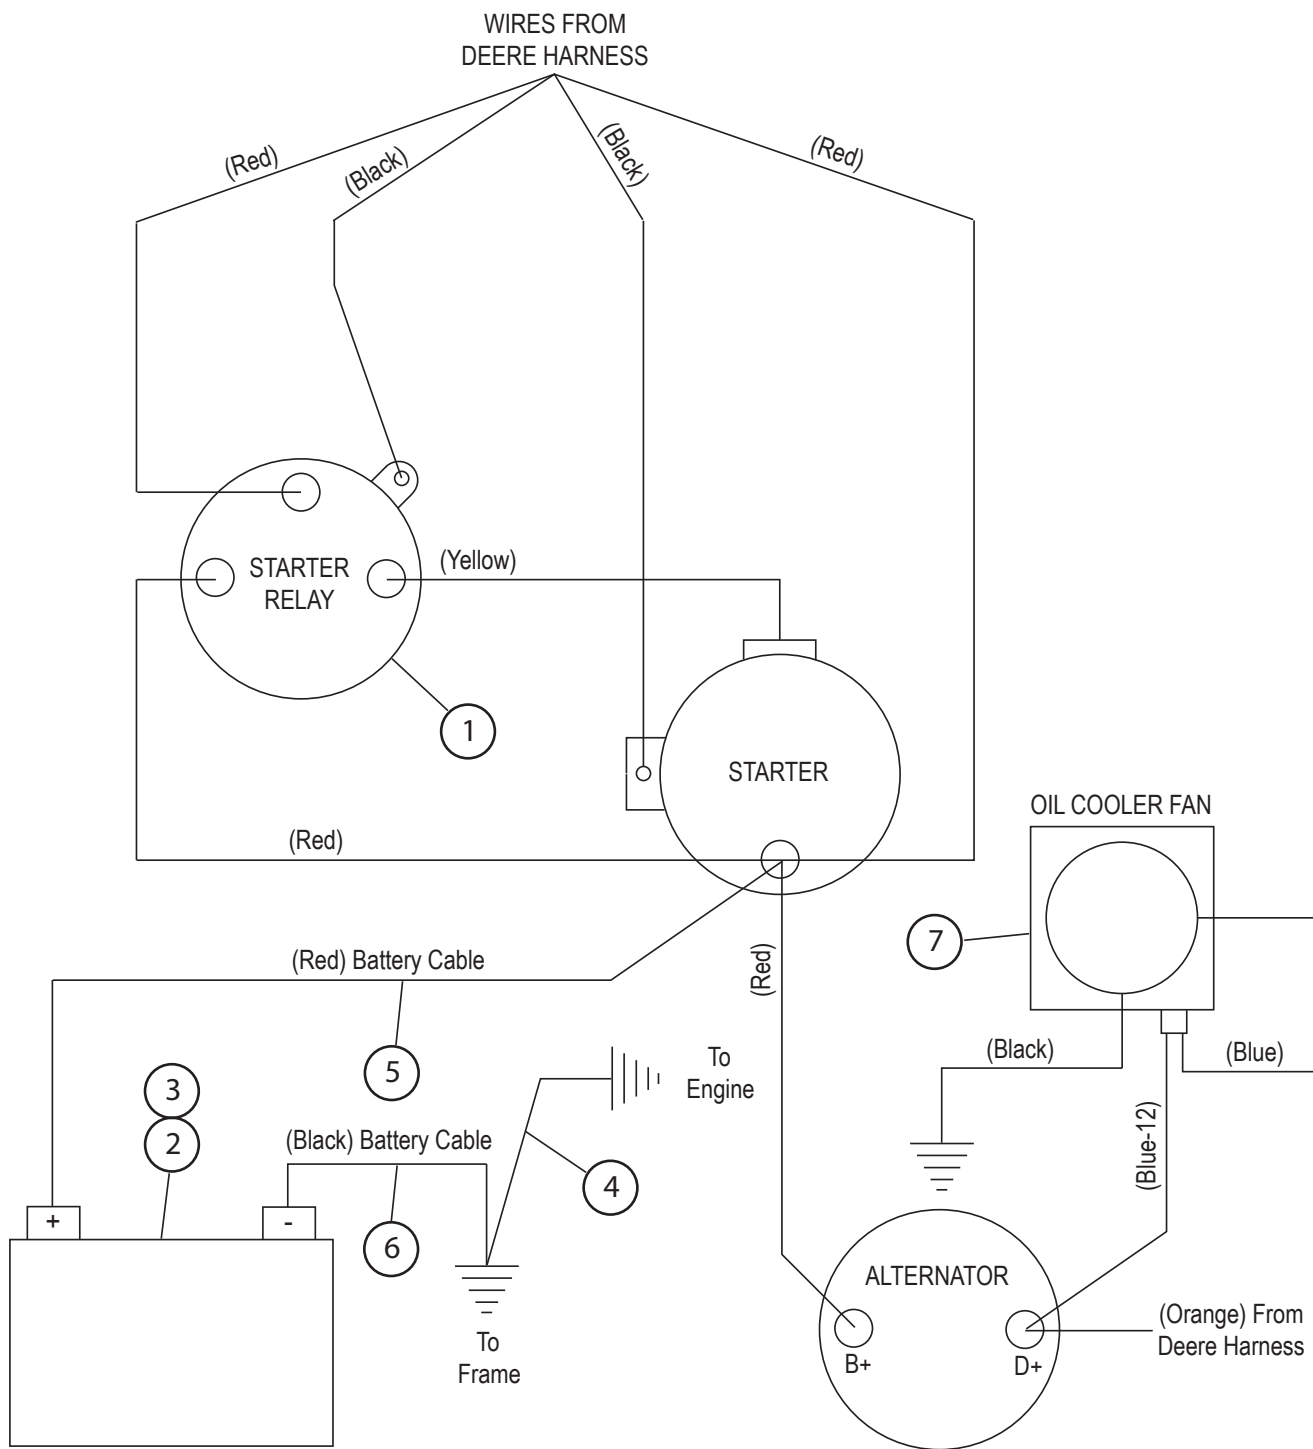 WIRES FROM
DEERE HARNESS
(Red)
(Black)
(Black)
(Red)
STARTER
RELAY
(Yellow)
1
STARTER
(Red)
OIL COOLER FAN
7
(Red) Battery Cable
(Red)
5
To
Engine
(Black)
(Blue)
3
2
(Black) Battery Cable
4
(Blue-12)
+
-
6
To
Frame
ALTERNATOR
B+
D+
(Orange) From
Deere Harness